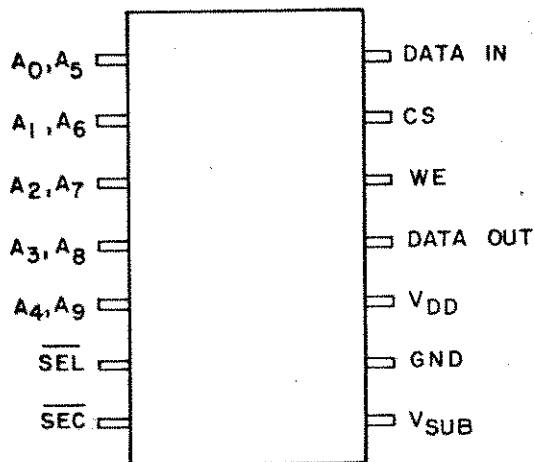 A0,A5
A1,A6
A2,A7
A3,A8
A4,A9
SEL
SEC
DATA IN
CS
WE
DATA OUT
VDD
GND
VSUB